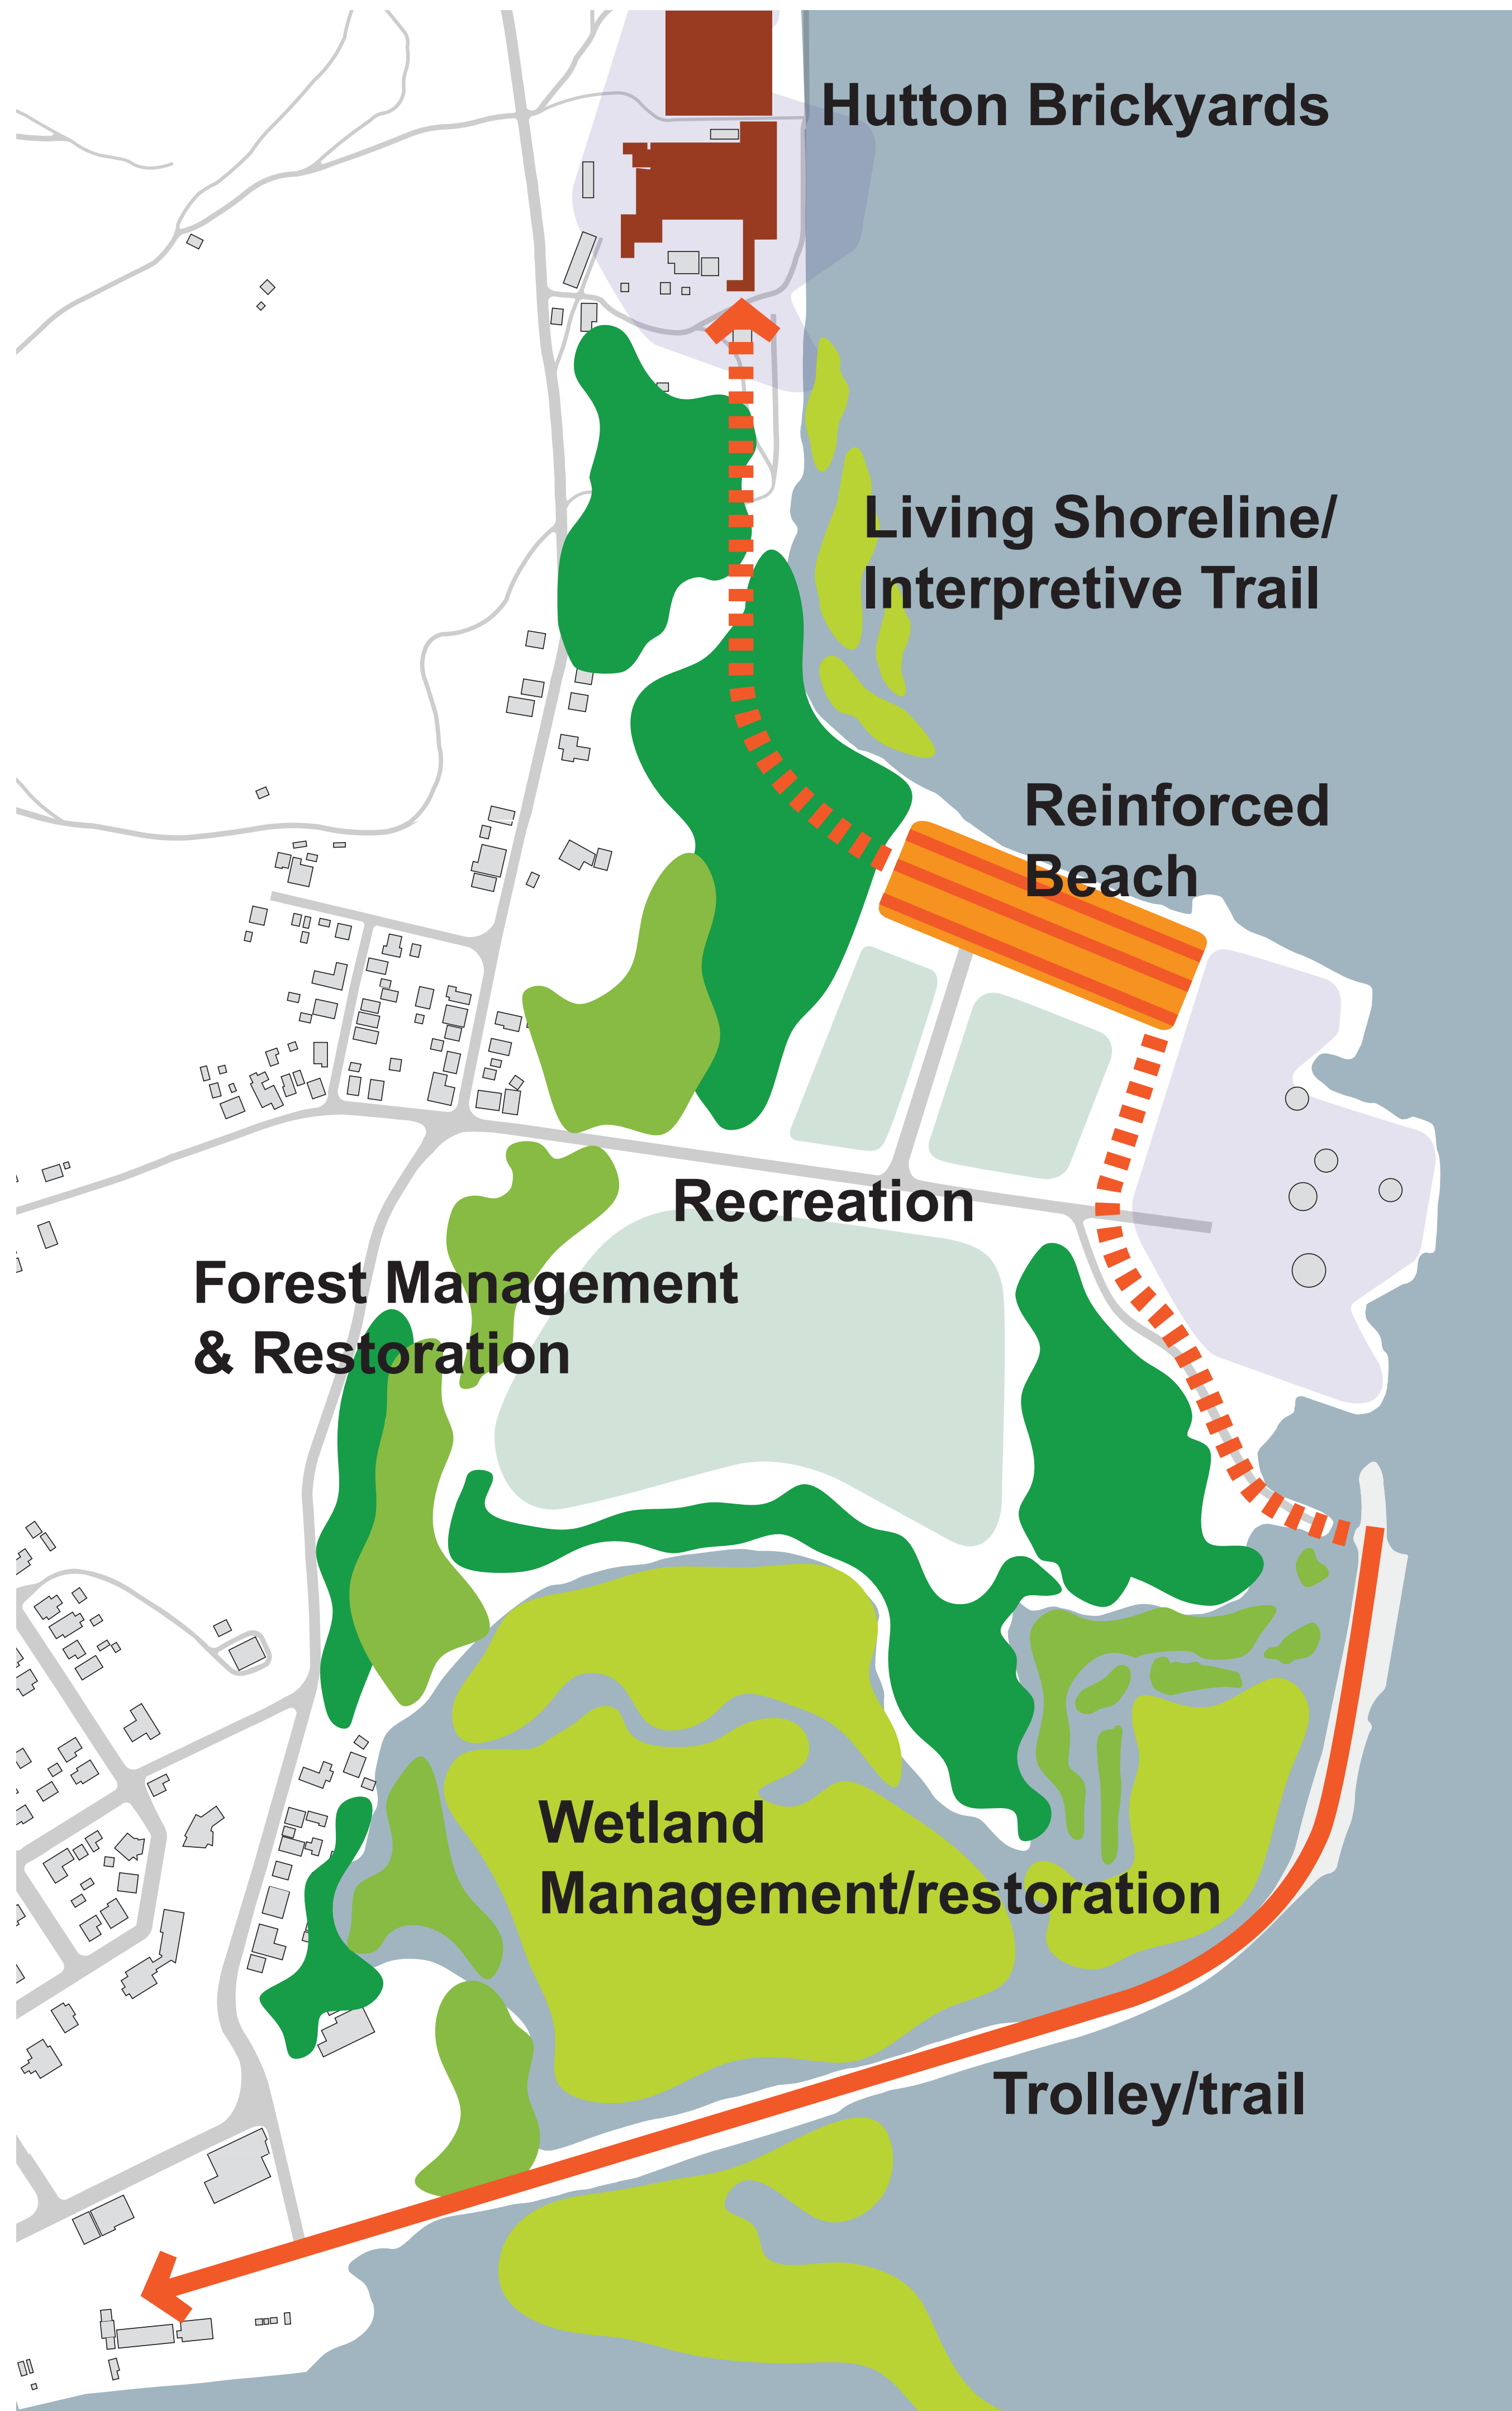 Hutton Brickyards
Living Shoreline/
Interpretive Trail
Reinforced
Beach
Recreation
Forest Management
& Restoration
Wetland
Management/restoration
Trolley/trail